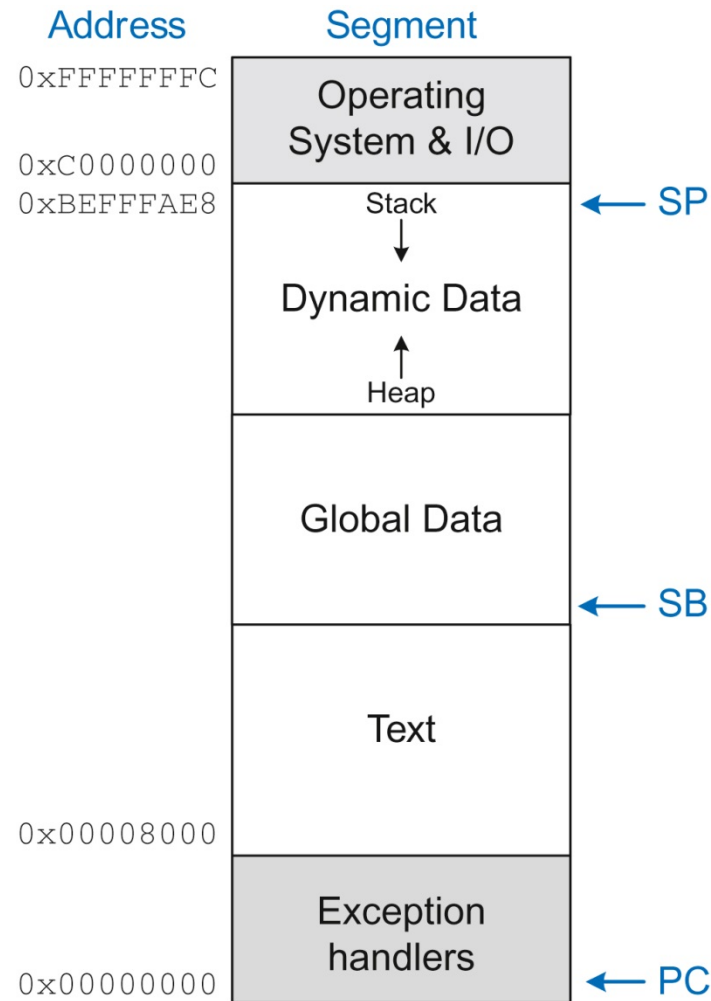 Address Segment
0xFFFFFFFC
Operating
System & I/O
0xC0000000
0xBEFFFAE8 Stack SP
Dynamic Data
Heap
Global Data
SB
Text
0x00008000
Exception
handlers
0x00000000 PC